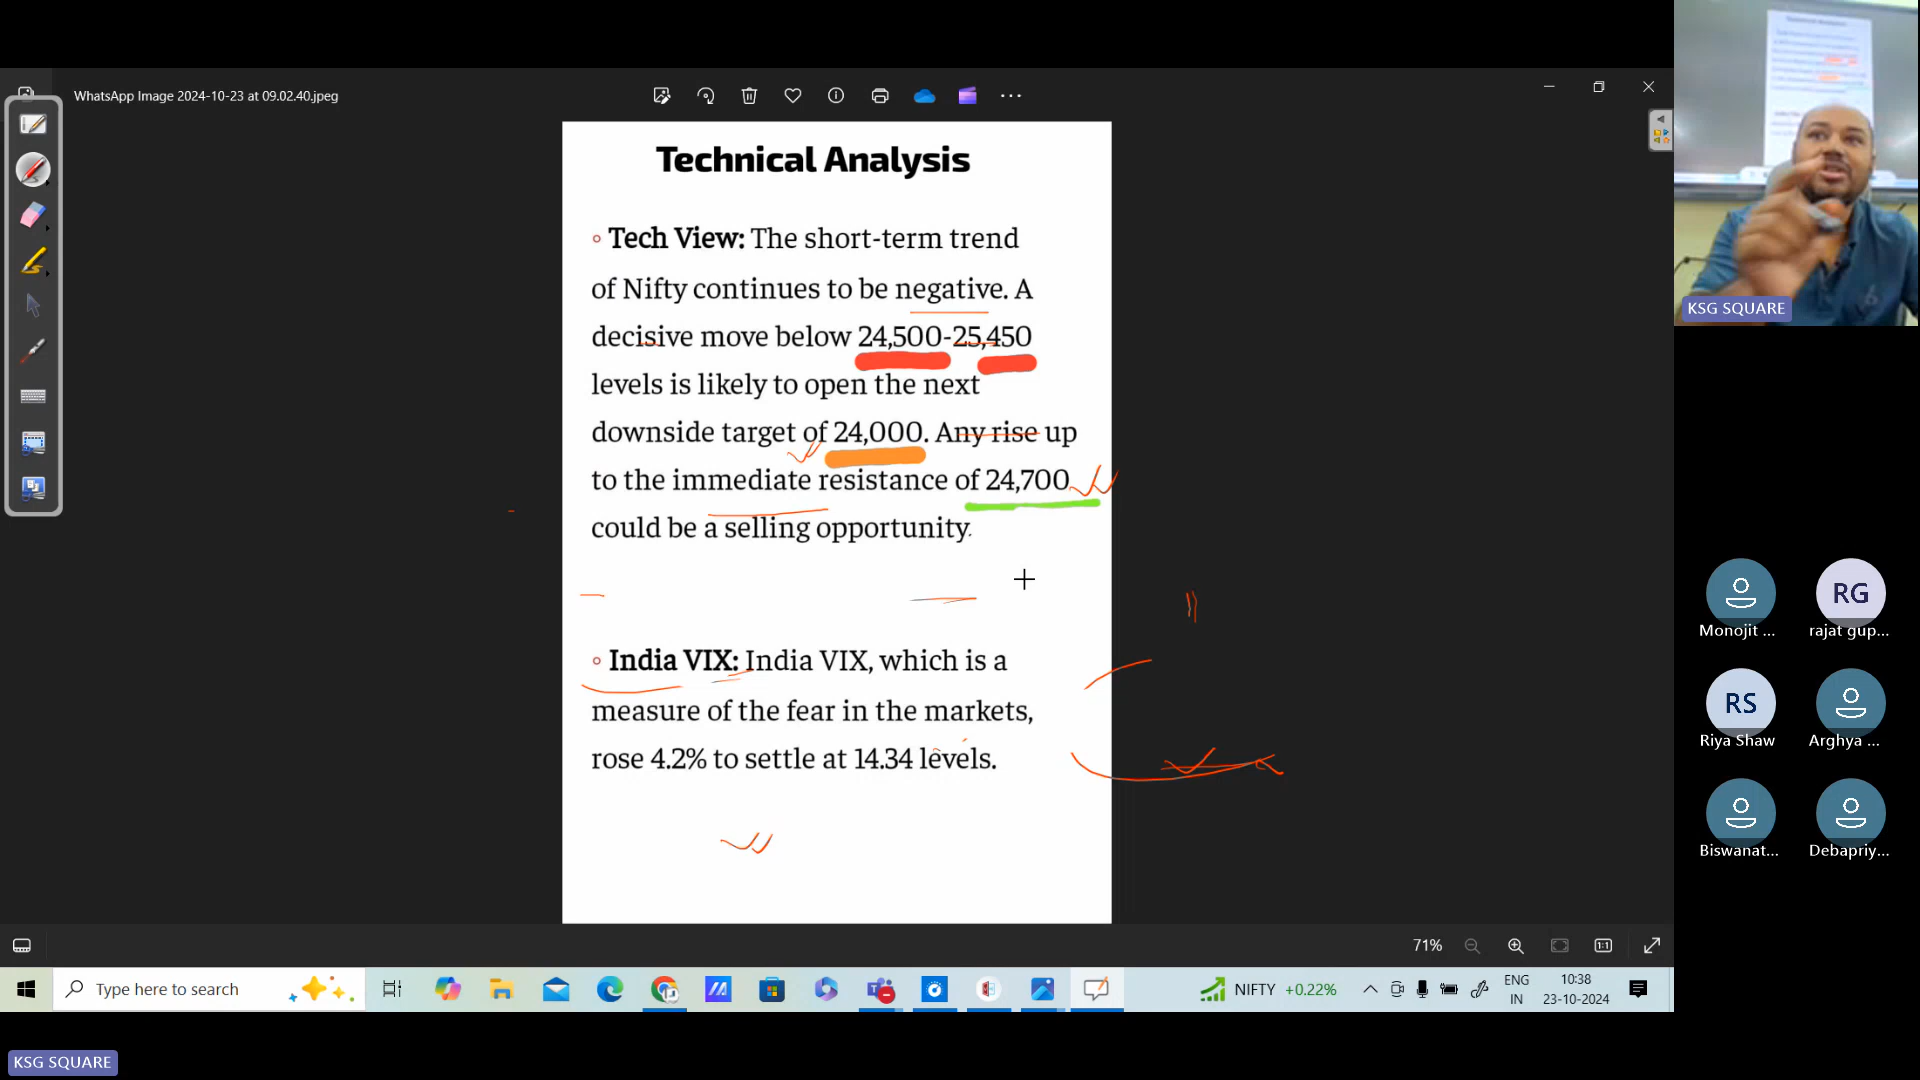 WhatsApp Image 2024-10-23 at 09.02.40.jpeg
Technical Analysis
Tech View: The short-term trend
of Nifty continues to be negative. A
decisive move below 24,500-25,450
levels is likely to open the next
downside target of 24,000. Any rise up
to the immediate resistance of 24,700
could be a selling opportunity.
India VIX: India VIX, which is a
measure of the fear in the markets,
rose 4.2% to settle at 14.34 levels.
KSG SQUARE
RG
Monojit ...
rajat gup...
RS
Riya Shaw
Arghya ...
Biswanat...
Debapriy...
71%
1:1
Type here to search
NIFTY +0.22%
ENG
IN
10:38
23-10-2024
KSG SQUARE